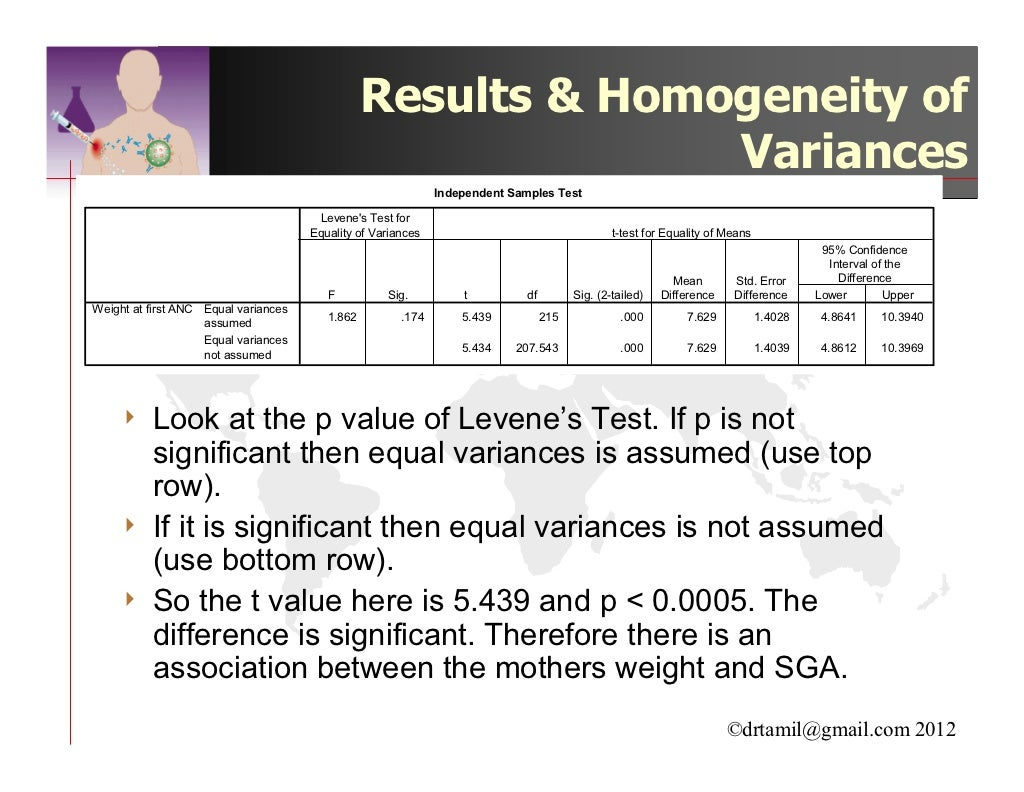 Results & Homogeneity of
Variances
Independent Samples Test
Levene's Test for
Equality of Variances
t-test for Equality of Means
95% Confidence
Interval of the
Difference
F Sig. t df Sig. (2-tailed) Mean Difference Std. Error Difference Lower Upper
Weight at first ANC Equal variances assumed 1.862 .174 5.439 215 .000 7.629 1.4028 4.8641 10.3940
Equal variances not assumed 5.434 207.543 .000 7.629 1.4039 4.8612 10.3969
Look at the p value of Levene’s Test. If p is not
significant then equal variances is assumed (use top
row).
If it is significant then equal variances is not assumed
(use bottom row).
So the t value here is 5.439 and p < 0.0005. The
difference is significant. Therefore there is an
association between the mothers weight and SGA.
©drtamil@gmail.com 2012